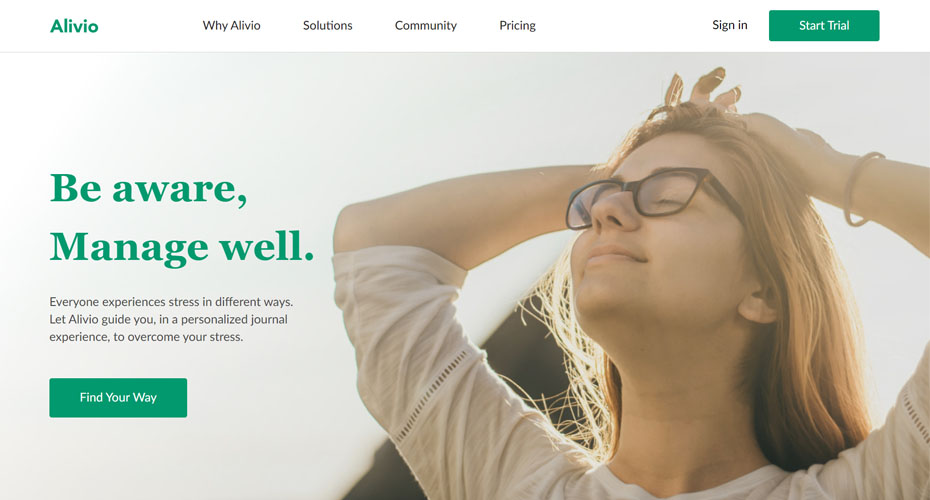 Alivio
Why Alivio
Solutions
Community
Pricing
Sign in
Start Trial
Be aware,
Manage well.
Everyone experiences stress in different ways.
Let Alivio guide you, in a personalized journal
experience, to overcome your stress.
Find Your Way